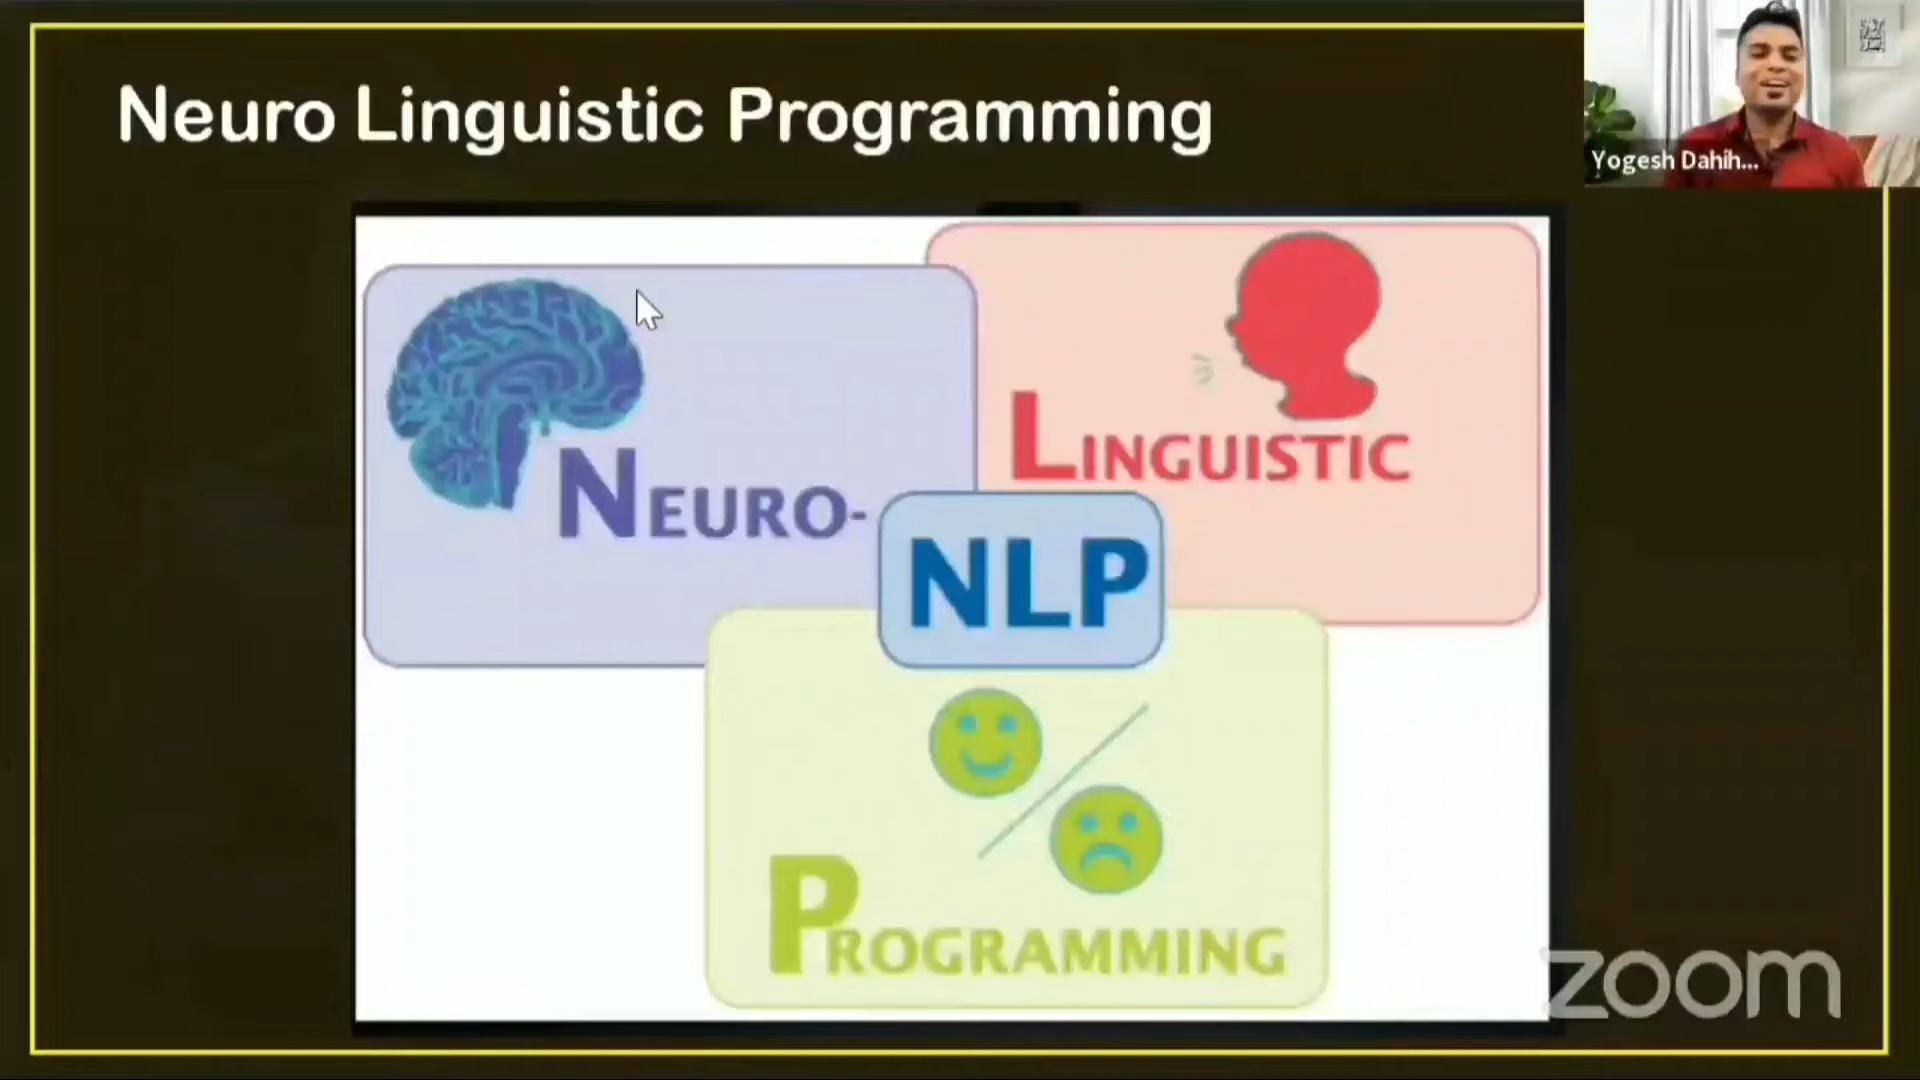 Neuro Linguistic Programming
Yogesh Dahih...
LINGUISTIC
NEURO-
NLP
PROGRAMMING
zoom